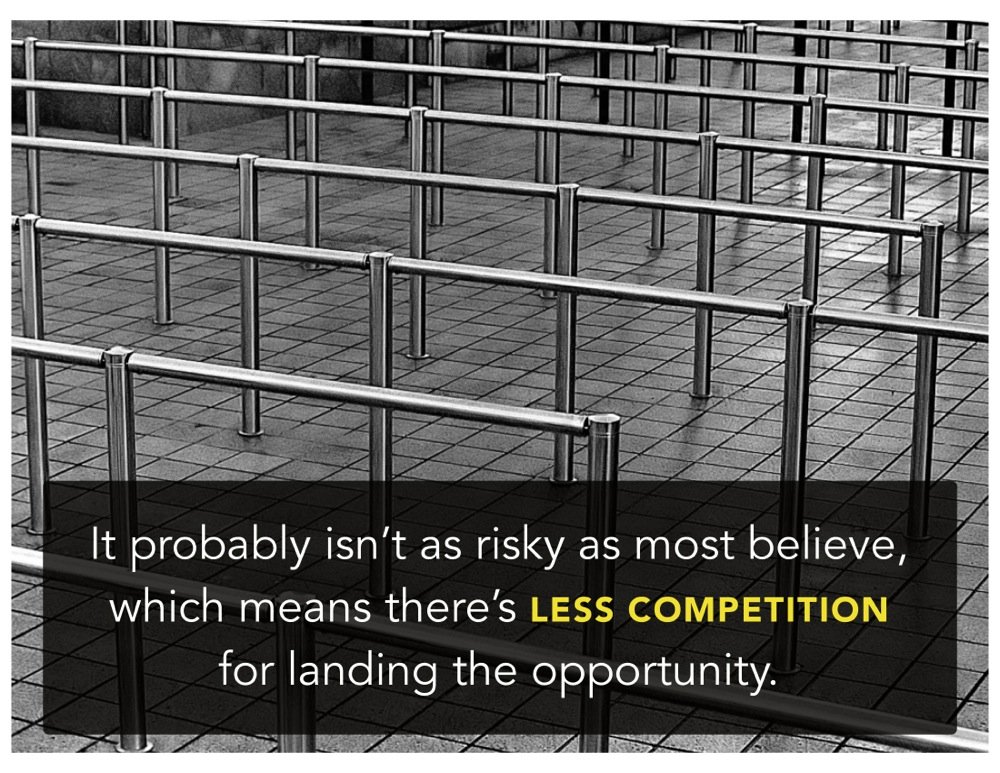 It probably isn’t as risky as most believe,
which means there’s LESS COMPETITION
for landing the opportunity.